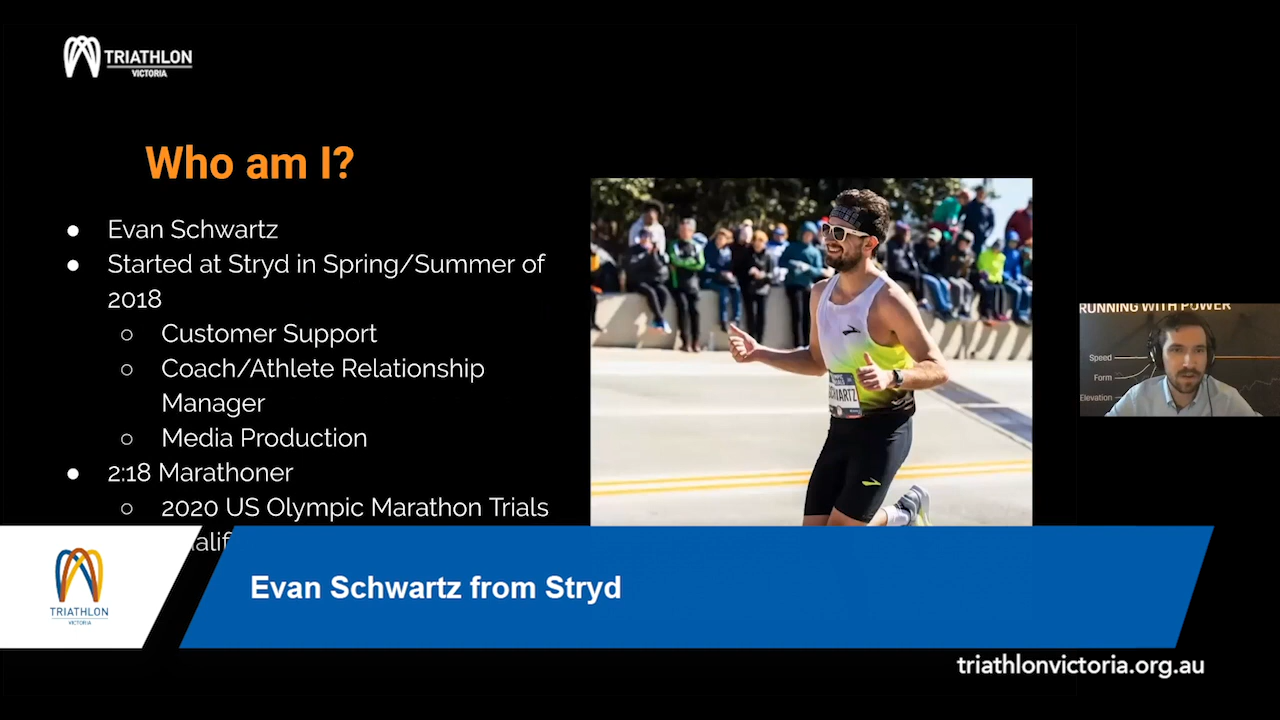 TRIATHLON
VICTORIA
Who am I?
● Evan Schwartz
● Started at Stryd in Spring/Summer of
2018
○ Customer Support
○ Coach/Athlete Relationship
Manager
○ Media Production
● 2:18 Marathoner
○ 2020 US Olympic Marathon Trials
RUNNING WITH POWER
Speed
Form
Elevation
TRIATHLON
VICTORIA
Evan Schwartz from Stryd
triathlonvictoria.org.au